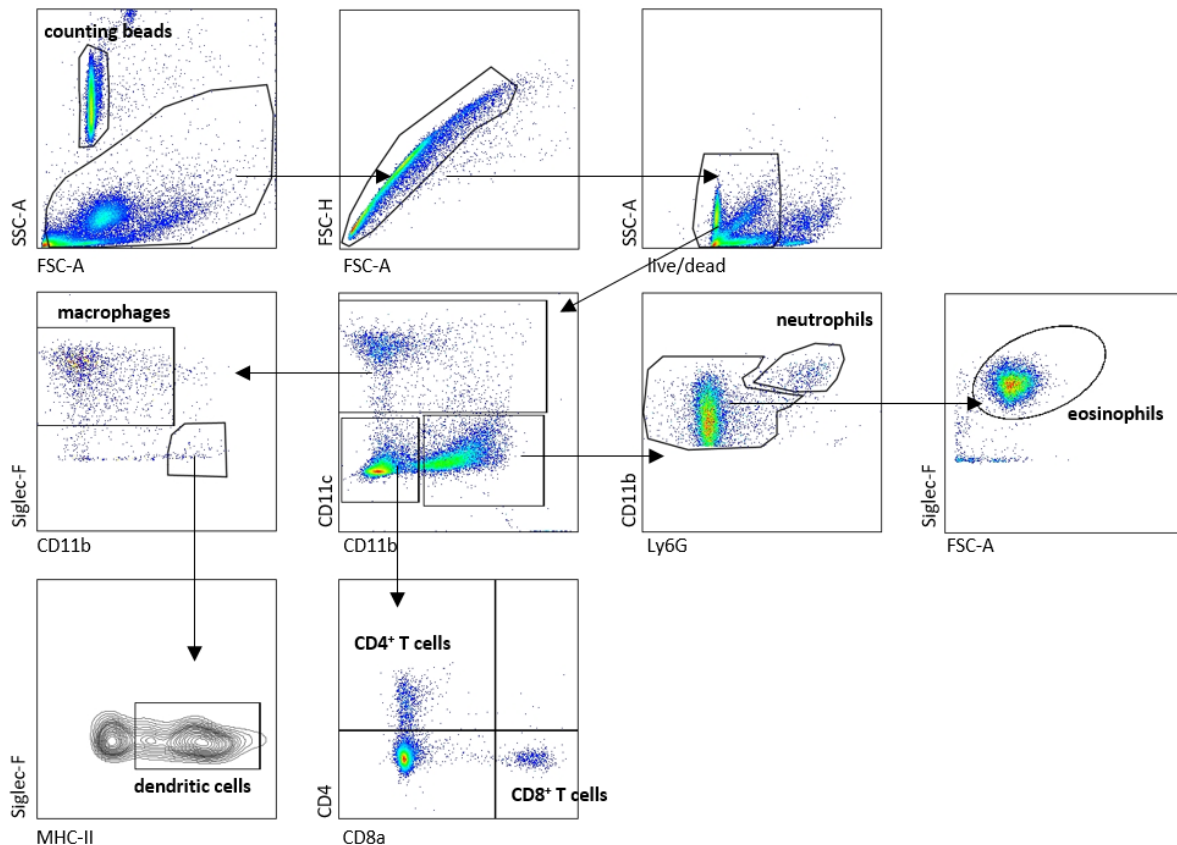 counting beads
SSC-A
FSC-A
FSC-H
FSC-A
SSC-A
live/dead
macrophages
Siglec-F
CD11b
CD11c
CD11b
neutrophils
CD11b
Ly6G
eosinophils
Siglec-F
FSC-A
dendritic cells
Siglec-F
MHC-II
CD4⁺ T cells
CD8⁺ T cells
CD4
CD8a